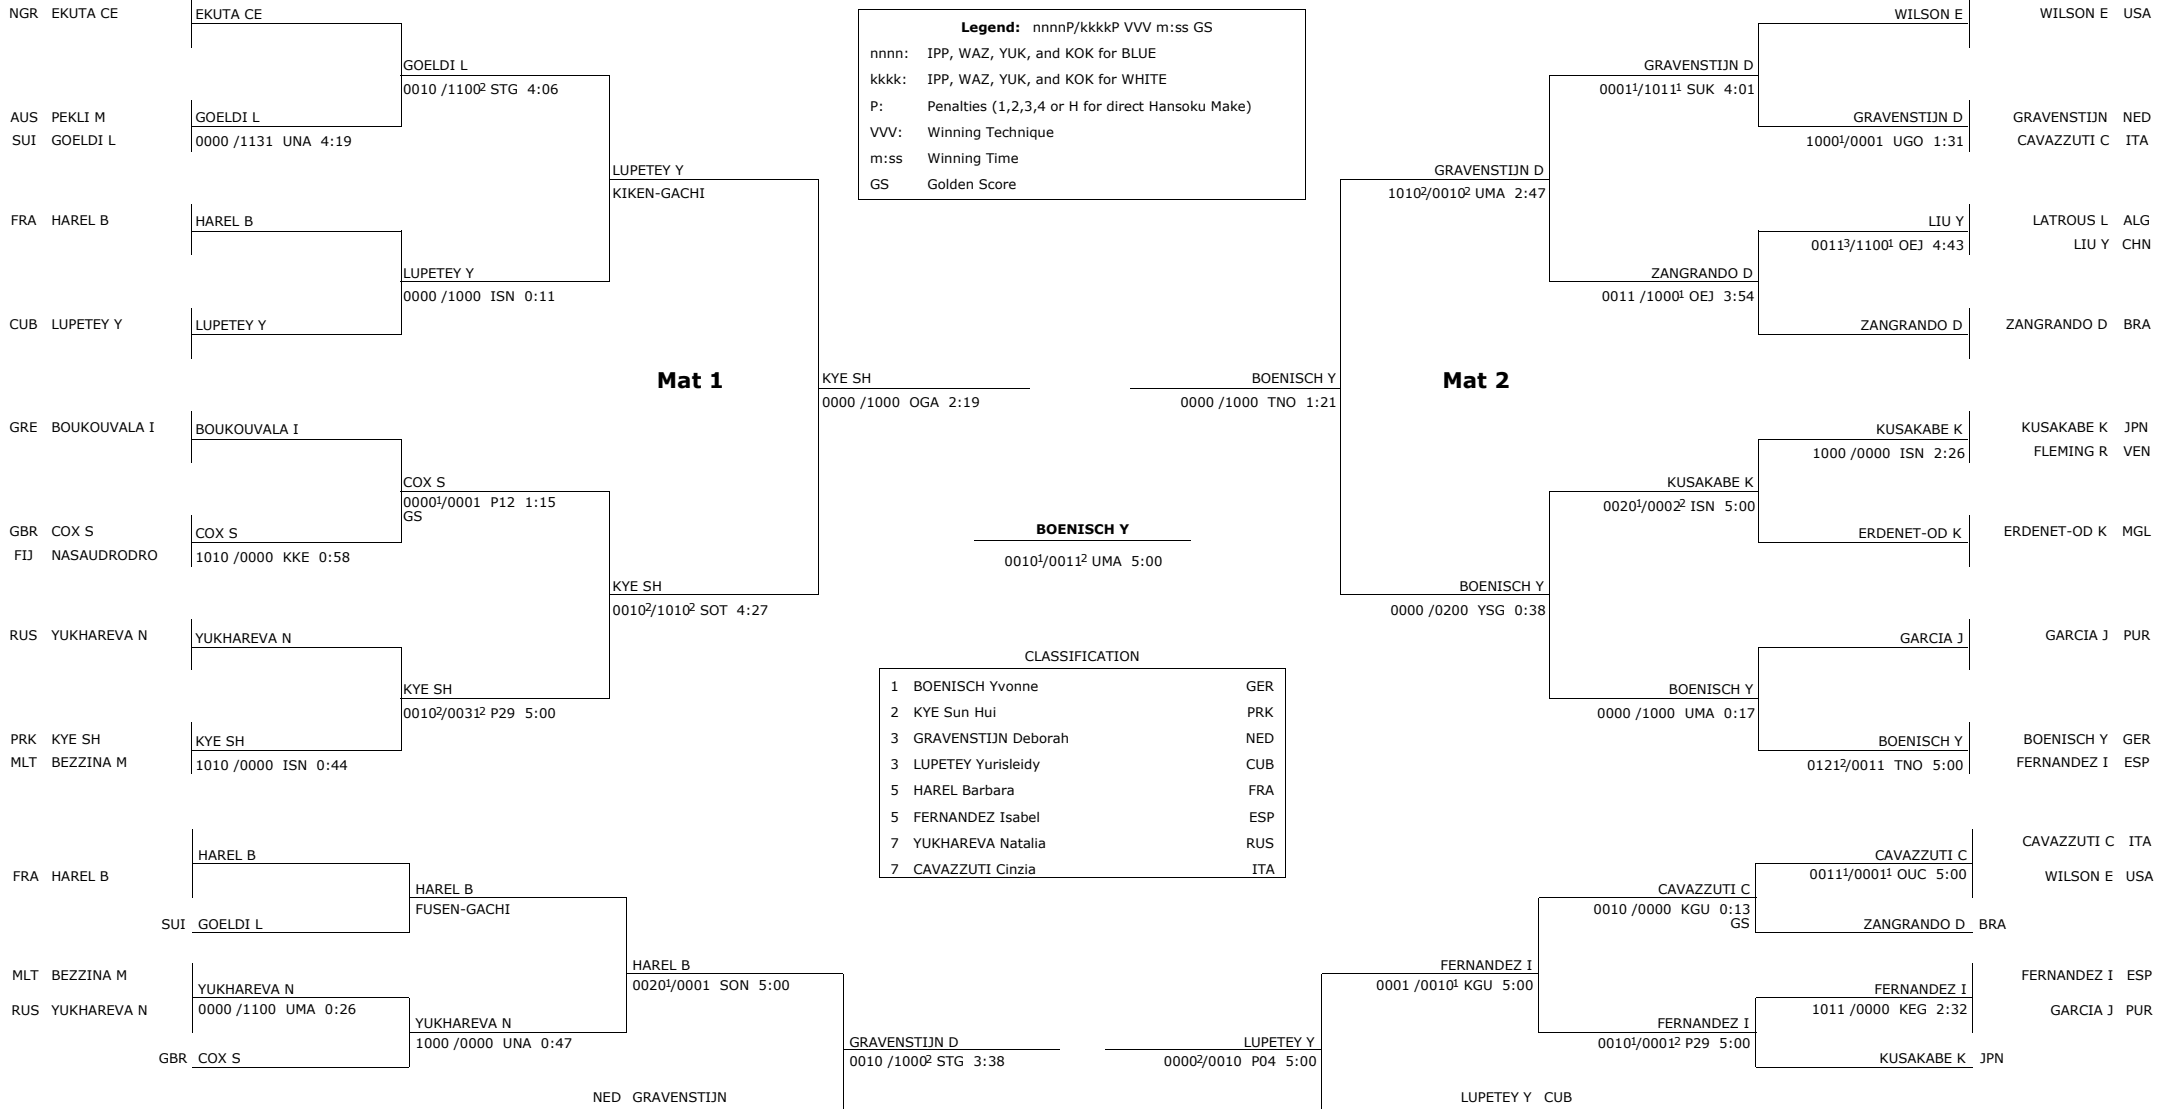 NGR EKUTA CE
EKUTA CE
GOELDI L
0010 /1100² STG 4:06
AUS PEKLI M
SUI GOELDI L
GOELDI L
0000 /1131 UNA 4:19
LUPETEY Y
KIKEN-GACHI
FRA HAREL B
HAREL B
LUPETEY Y
0000 /1000 ISN 0:11
CUB LUPETEY Y
LUPETEY Y
Mat 1
KYE SH
0000 /1000 OGA 2:19
GRE BOUKOUVALA I
BOUKOUVALA I
COX S
0000¹/0001 P12 1:15
GS
GBR COX S
FIJ NASAUDRODRO
COX S
1010 /0000 KKE 0:58
KYE SH
0010²/1010² SOT 4:27
RUS YUKHAREVA N
YUKHAREVA N
KYE SH
0010²/0031² P29 5:00
PRK KYE SH
MLT BEZZINA M
KYE SH
1010 /0000 ISN 0:44
Legend: nnnnP/kkkkP VVV m:ss GS
nnnn: IPP, WAZ, YUK, and KOK for BLUE
kkkk: IPP, WAZ, YUK, and KOK for WHITE
P: Penalties (1,2,3,4 or H for direct Hansoku Make)
VVV: Winning Technique
m:ss Winning Time
GS Golden Score
WILSON E
WILSON E USA
GRAVENSTIJN D
0001¹/1011¹ SUK 4:01
GRAVENSTIJN D
1000¹/0001 UGO 1:31
GRAVENSTIJN NED
CAVAZZUTI C ITA
GRAVENSTIJN D
1010²/0010² UMA 2:47
LIU Y
0011³/1100¹ OEJ 4:43
LATROUS L ALG
LIU Y CHN
ZANGRANDO D
0011 /1000¹ OEJ 3:54
ZANGRANDO D
ZANGRANDO D BRA
BOENISCH Y
0000 /1000 TNO 1:21
Mat 2
KUSAKABE K
1000 /0000 ISN 2:26
KUSAKABE K JPN
FLEMING R VEN
KUSAKABE K
0020¹/0002² ISN 5:00
ERDENET-OD K
ERDENET-OD K MGL
BOENISCH Y
0010¹/0011² UMA 5:00
BOENISCH Y
0000 /0200 YSG 0:38
GARCIA J
GARCIA J PUR
BOENISCH Y
0000 /1000 UMA 0:17
BOENISCH Y
0121²/0011 TNO 5:00
BOENISCH Y GER
FERNANDEZ I ESP
CLASSIFICATION
1 BOENISCH Yvonne GER
2 KYE Sun Hui PRK
3 GRAVENSTIJN Deborah NED
3 LUPETEY Yurisleidy CUB
5 HAREL Barbara FRA
5 FERNANDEZ Isabel ESP
7 YUKHAREVA Natalia RUS
7 CAVAZZUTI Cinzia ITA
HAREL B
FRA HAREL B
HAREL B
FUSEN-GACHI
SUI GOELDI L
HAREL B
0020¹/0001 SON 5:00
MLT BEZZINA M
RUS YUKHAREVA N
YUKHAREVA N
0000 /1100 UMA 0:26
YUKHAREVA N
1000 /0000 UNA 0:47
GBR COX S
GRAVENSTIJN D
0010 /1000² STG 3:38
NED GRAVENSTIJN
CAVAZZUTI C
0011¹/0001¹ OUC 5:00
CAVAZZUTI C ITA
WILSON E USA
CAVAZZUTI C
0010 /0000 KGU 0:13
GS
ZANGRANDO D BRA
FERNANDEZ I
0001 /0010¹ KGU 5:00
FERNANDEZ I
1011 /0000 KEG 2:32
FERNANDEZ I ESP
GARCIA J PUR
FERNANDEZ I
0010¹/0001² P29 5:00
KUSAKABE K JPN
LUPETEY Y
0000²/0010 P04 5:00
LUPETEY Y CUB